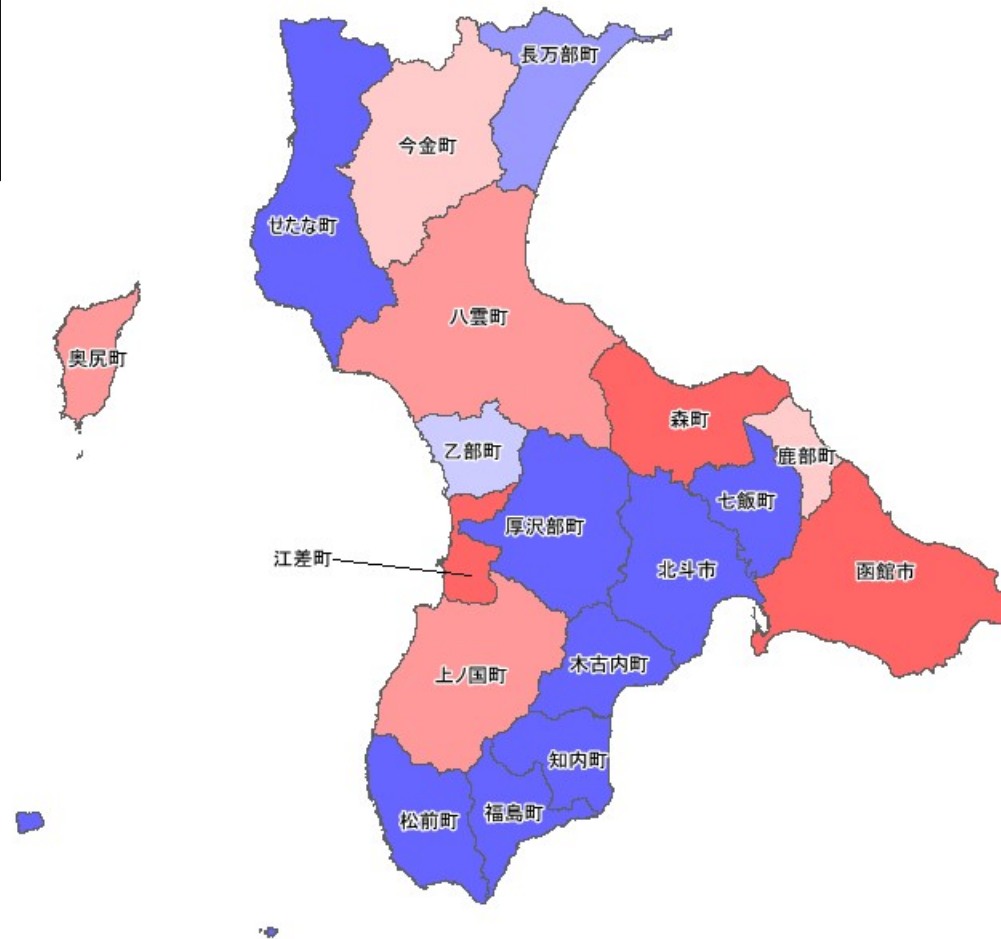 長万部町
今金町
せたな町
八雲町
奥尻町
森町
乙部町
鹿部町
七飯町
厚沢部町
江差町
北斗市
函館市
木古内町
上ノ国町
知内町
福島町
松前町